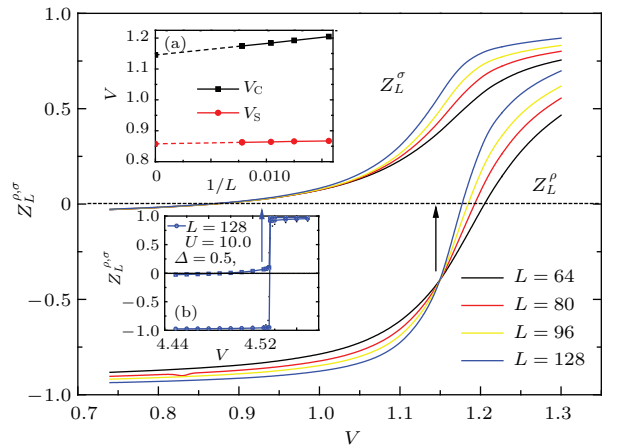 1.0
0.5
0
−0.5
−1.0
0.7
0.8
0.9
1.0
1.1
1.2
1.3
V
Z_L^{ρ,σ}
Z_L^σ
Z_L^ρ
L = 64
L = 80
L = 96
L = 128
(a)
1.2
1.1
1.0
0.9
0.8
V
V_C
V_S
0
0.010
1/L
(b)
1.0
0.5
0
−0.5
−1.0
Z_L^{ρ,σ}
L = 128
U = 10.0
Δ = 0.5,
4.44
4.52
V